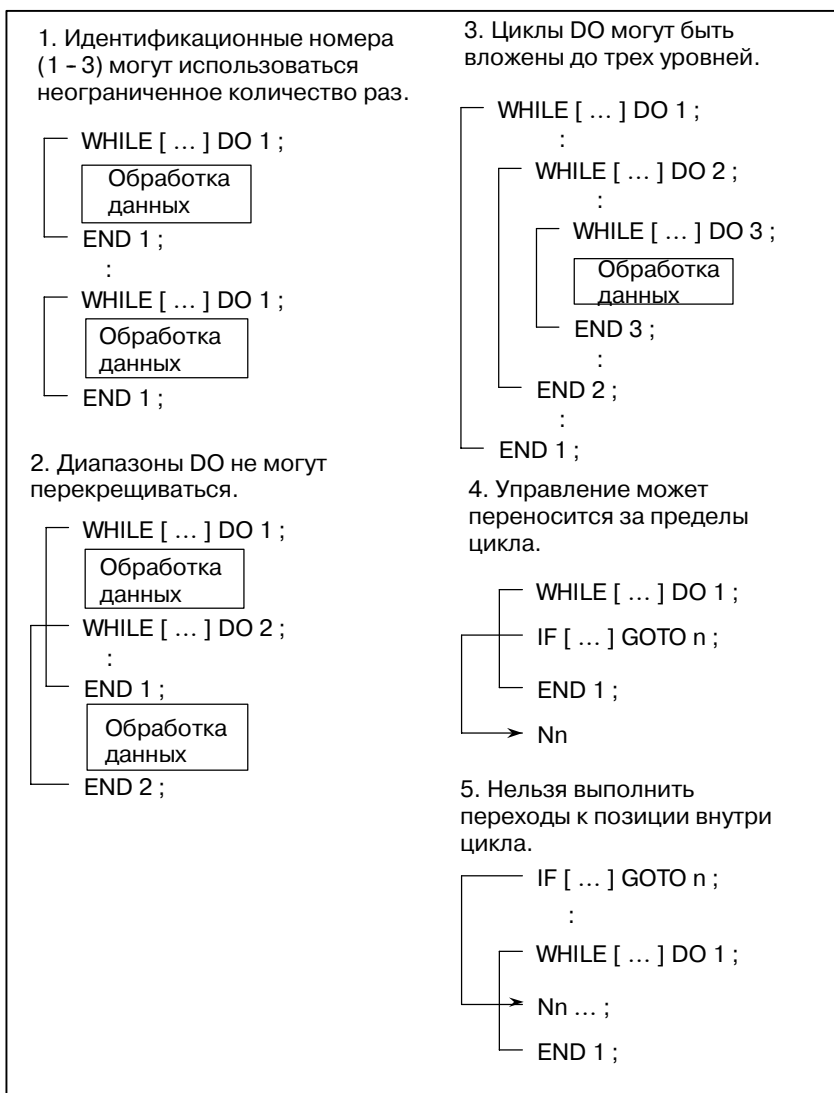 1. Идентификационные номера
(1 – 3) могут использоваться
неограниченное количество раз.
WHILE [ … ] DO 1 ;
Обработка
данных
END 1 ;
:
WHILE [ … ] DO 1 ;
Обработка
данных
END 1 ;
2. Диапазоны DO не могут
перекрещиваться.
WHILE [ … ] DO 1 ;
Обработка
данных
WHILE [ … ] DO 2 ;
:
END 1 ;
Обработка
данных
END 2 ;
3. Циклы DO могут быть
вложены до трех уровней.
WHILE [ … ] DO 1 ;
:
WHILE [ … ] DO 2 ;
:
WHILE [ … ] DO 3 ;
Обработка
данных
END 3 ;
:
END 2 ;
:
END 1 ;
4. Управление может
переносится за пределы
цикла.
WHILE [ … ] DO 1 ;
IF [ … ] GOTO n ;
END 1 ;
Nn
5. Нельзя выполнить
переходы к позиции внутри
цикла.
IF [ … ] GOTO n ;
:
WHILE [ … ] DO 1 ;
Nn … ;
END 1 ;